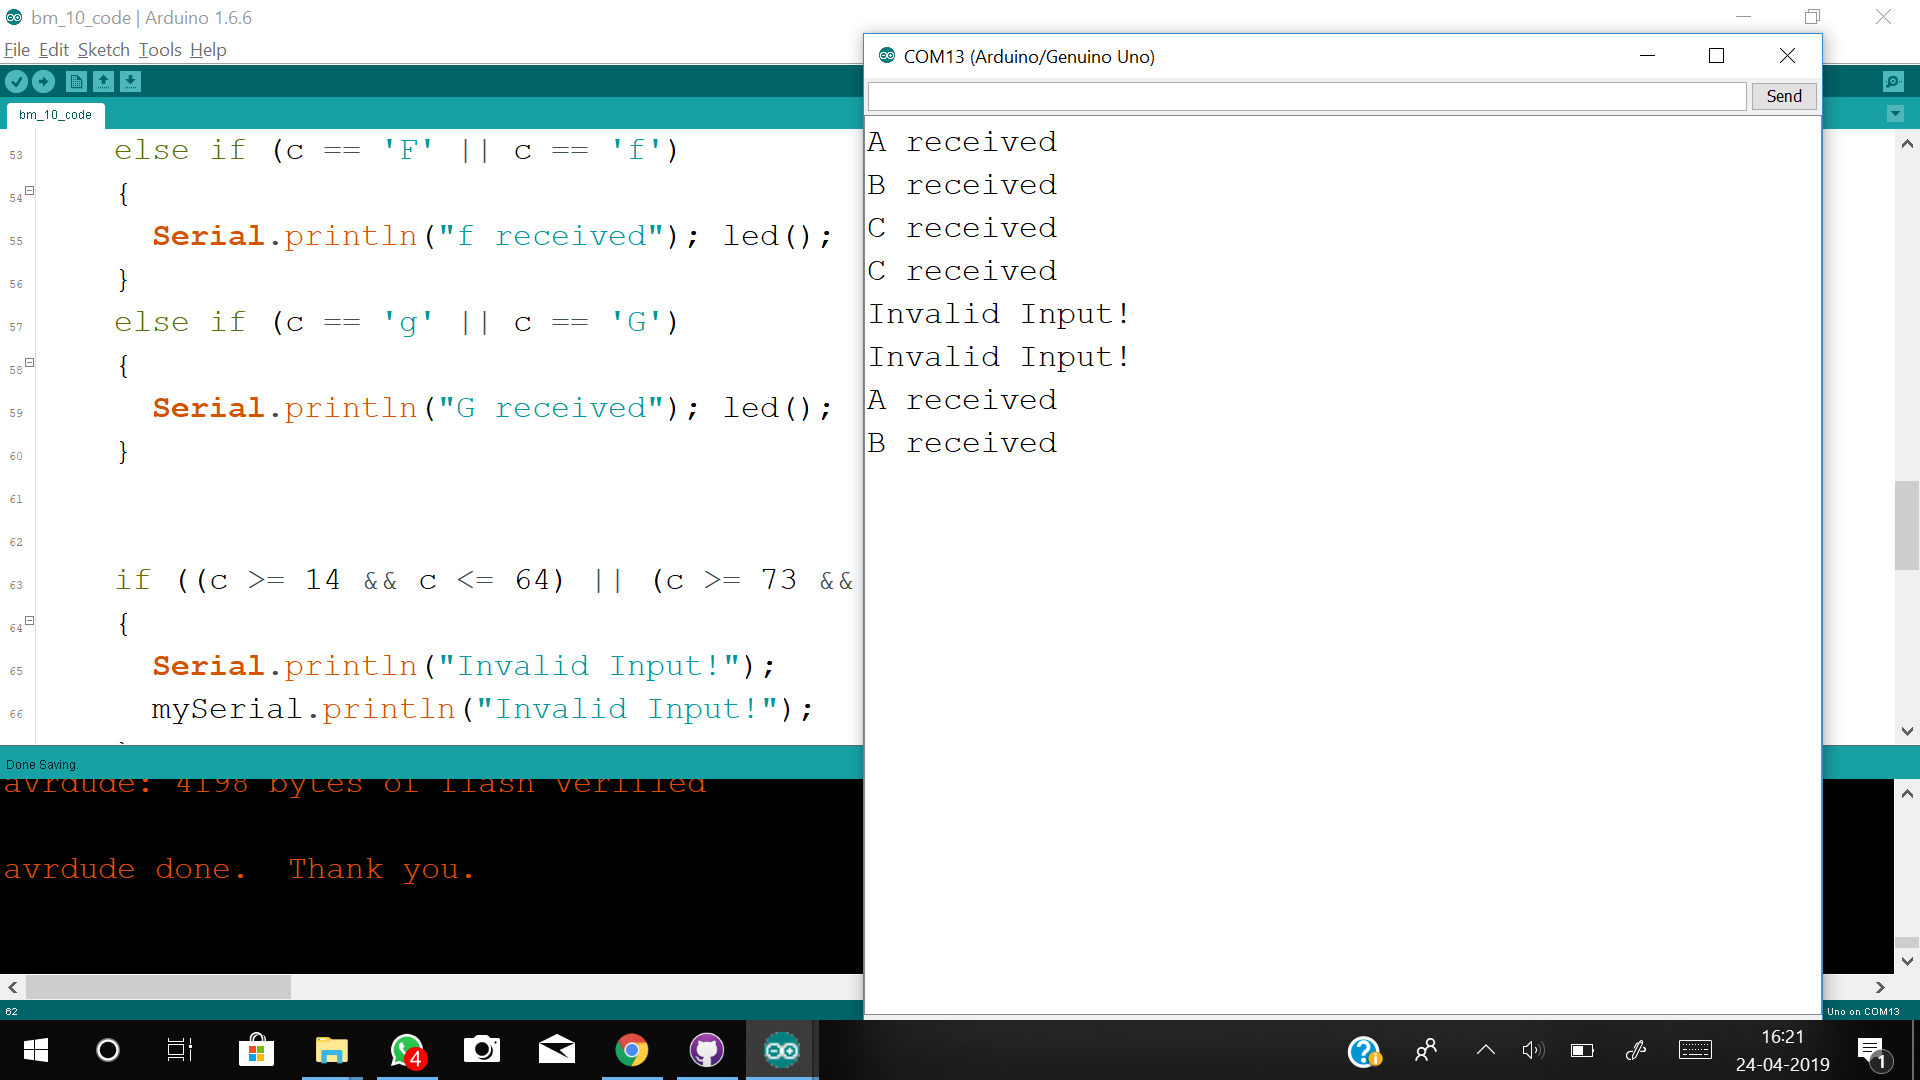 bm_10_code | Arduino 1.6.6
File Edit Sketch Tools Help
bm_10_code
53 else if (c == 'F' || c == 'f')
54 {
55 Serial.println("f received"); led();
56 }
57 else if (c == 'g' || c == 'G')
58 {
59 Serial.println("G received"); led();
60 }
61
62
63 if ((c >= 14 && c <= 64) || (c >= 73 &&
64 {
65 Serial.println("Invalid Input!");
66 mySerial.println("Invalid Input!");
Done Saving.
avrdude: 4198 bytes of flash verified
avrdude done.  Thank you.
62
COM13 (Arduino/Genuino Uno)
Send
A received
B received
C received
C received
Invalid Input!
Invalid Input!
A received
B received
Uno on COM13
4
16:21
24-04-2019
1